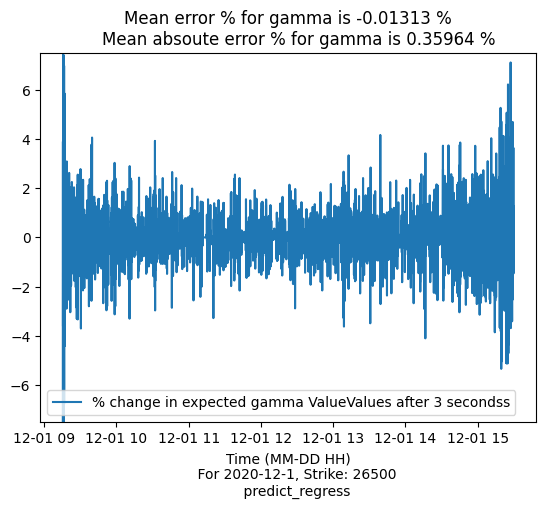 Mean error % for gamma is -0.01313 %
Mean absoute error % for gamma is 0.35964 %
6
4
2
0
−2
−4
−6
% change in expected gamma ValueValues after 3 secondss
12-01 09 12-01 10 12-01 11 12-01 12 12-01 13 12-01 14 12-01 15
Time (MM-DD HH)
For 2020-12-1, Strike: 26500
predict_regress